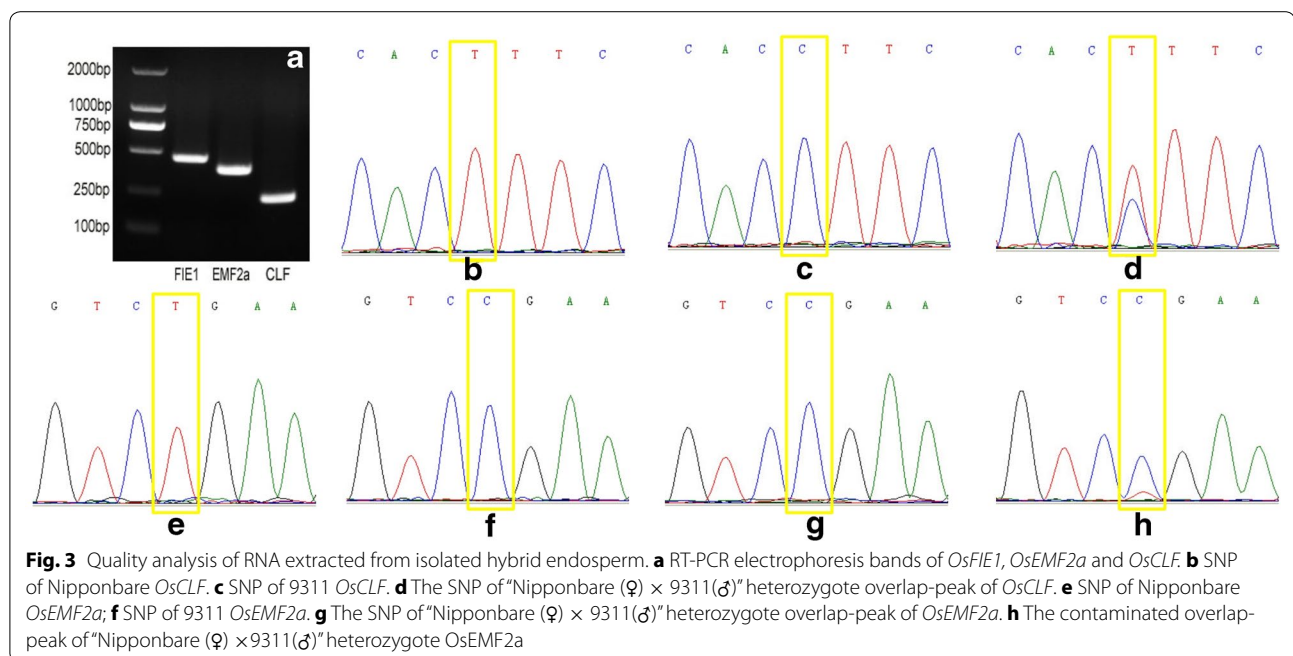 a
2000bp
1000bp
750bp
500bp
250bp
100bp
FIE1 EMF2a CLF
C A C T T T C
b
C A C C T T C
c
C A C T T T C
d
G T C T G A A
e
G T C C G A A
f
G T C C G A A
g
G T C C G A A
h
Fig. 3 Quality analysis of RNA extracted from isolated hybrid endosperm. a RT-PCR electrophoresis bands of OsFIE1, OsEMF2a and OsCLF. b SNP
of Nipponbare OsCLF. c SNP of 9311 OsCLF. d The SNP of “Nipponbare (♀) × 9311(♂)” heterozygote overlap-peak of OsCLF. e SNP of Nipponbare
OsEMF2a; f SNP of 9311 OsEMF2a. g The SNP of “Nipponbare (♀) × 9311(♂)” heterozygote overlap-peak of OsEMF2a. h The contaminated overlap-
peak of “Nipponbare (♀) ×9311(♂)” heterozygote OsEMF2a